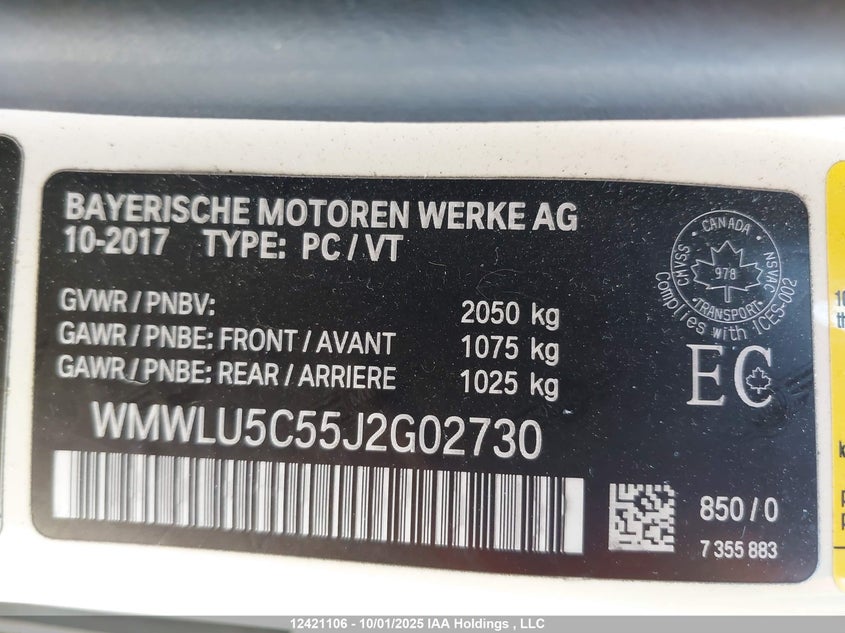 BAYERISCHE MOTOREN WERKE AG
10-2017 TYPE: PC / VT
GVWR / PNBV: 2050 kg
GAWR / PNBE: FRONT / AVANT 1075 kg
GAWR / PNBE: REAR / ARRIERE 1025 kg
WMWLU5C55J2G02730
CANADA
CMVSS 978 NSVAC
TRANSPORT
Complies with ICES-002
EC
850 / 0
7 355 883
10
th
k
p
p
12421106 - 10/01/2025 IAA Holdings , LLC